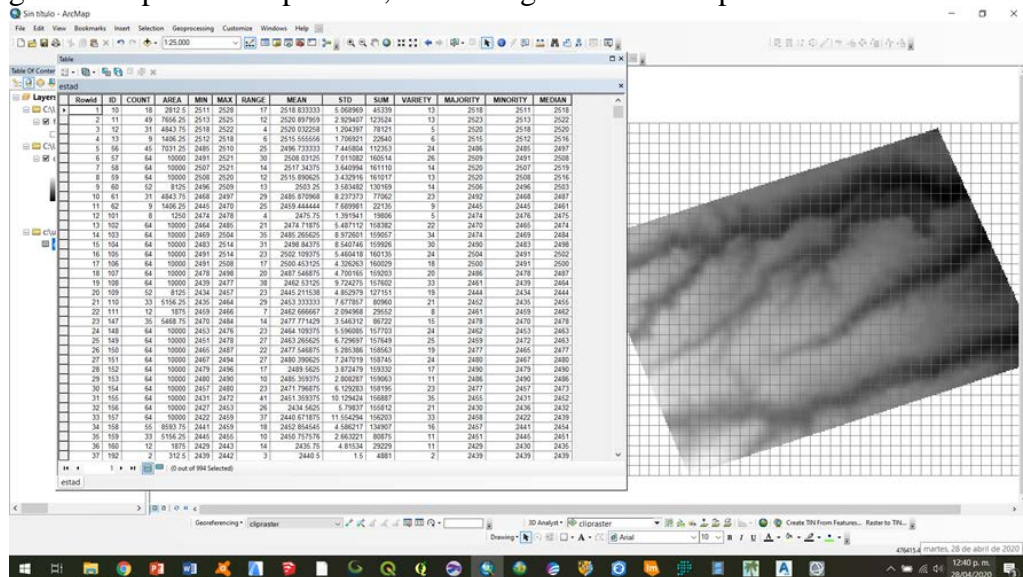 Sin título - ArcMap
File Edit View Bookmarks Insert Selection Geoprocessing Customize Windows Help
1:25.000
Table Of Conten
Table
estad
Layers
Rowid ID COUNT AREA MIN MAX RANGE MEAN STD SUM VARIETY MAJORITY MINORITY MEDIAN
1 10 18 2812.5 2511 2528 17 2518.833333 5.068969 45339 13 2518 2511 2518
2 11 49 7656.25 2513 2525 12 2520.897959 2.929407 123524 13 2523 2513 2522
3 12 31 4843.75 2518 2522 4 2520.032258 1.204397 78121 5 2520 2518 2520
4 13 9 1406.25 2512 2518 6 2515.555556 1.706921 22640 6 2515 2512 2516
5 56 45 7031.25 2485 2510 25 2496.733333 7.445804 112353 24 2486 2485 2497
6 57 64 10000 2491 2521 30 2508.03125 7.011082 160514 26 2509 2491 2508
7 58 64 10000 2507 2521 14 2517.34375 3.640994 161110 14 2520 2507 2519
8 59 64 10000 2508 2520 12 2515.890625 3.432916 161017 13 2520 2508 2516
9 60 52 8125 2496 2509 13 2503.25 3.583482 130169 14 2506 2496 2503
10 61 31 4843.75 2468 2497 29 2485.870968 8.237373 77062 23 2492 2468 2487
11 62 9 1406.25 2445 2470 25 2459.444444 7.689981 22135 9 2445 2445 2461
12 101 8 1250 2474 2478 4 2475.75 1.391941 19806 5 2474 2476 2475
13 102 64 10000 2464 2485 21 2474.71875 5.487112 158382 22 2470 2465 2474
14 103 64 10000 2469 2504 35 2485.265625 8.972601 159057 34 2474 2469 2484
15 104 64 10000 2483 2514 31 2498.84375 8.540746 159926 30 2490 2483 2498
16 105 64 10000 2491 2514 23 2502.109375 5.460418 160135 24 2504 2491 2502
17 106 64 10000 2491 2508 17 2500.453125 4.326263 160029 18 2500 2491 2500
18 107 64 10000 2478 2498 20 2487.546875 4.700165 159203 20 2486 2478 2487
19 108 64 10000 2439 2477 38 2462.53125 9.724275 157602 33 2461 2439 2464
20 109 52 8125 2434 2457 23 2445.211538 4.852979 127151 19 2444 2434 2444
21 110 33 5156.25 2435 2464 29 2453.333333 7.677857 80960 21 2452 2435 2455
22 111 12 1875 2459 2466 7 2462.666667 2.094968 29552 8 2461 2459 2462
23 147 35 5468.75 2470 2484 14 2477.771429 3.546312 86722 15 2478 2470 2478
24 148 64 10000 2453 2476 23 2464.109375 5.596085 157703 24 2462 2453 2463
25 149 64 10000 2451 2478 27 2463.265625 6.729697 157649 25 2459 2472 2463
26 150 64 10000 2465 2487 22 2477.546875 5.285386 158563 19 2477 2465 2477
27 151 64 10000 2467 2494 27 2480.390625 7.247019 158745 24 2480 2467 2480
28 152 64 10000 2479 2496 17 2489.5625 3.872479 159332 17 2490 2479 2490
29 153 64 10000 2480 2490 10 2485.359375 2.808287 159063 11 2486 2490 2486
30 154 64 10000 2457 2480 23 2471.796875 6.129283 158195 23 2477 2457 2473
31 155 64 10000 2431 2472 41 2451.359375 10.129424 156887 35 2455 2431 2452
32 156 64 10000 2427 2453 26 2434.5625 5.79837 155812 21 2430 2436 2432
33 157 64 10000 2422 2459 37 2440.671875 11.554294 156203 33 2458 2422 2439
34 158 55 8593.75 2441 2459 18 2452.854545 4.586217 134907 16 2457 2441 2454
35 159 33 5156.25 2445 2455 10 2450.757576 2.663221 80875 11 2451 2445 2451
36 160 12 1875 2429 2443 14 2435.75 4.81534 29229 11 2429 2430 2435
37 192 2 312.5 2439 2442 3 2440.5 1.5 4881 2 2439 2439 2439
1 (0 out of 994 Selected)
estad
Georeferencing clipraster
3D Analyst clipraster
Create TIN From Features... Raster to TIN...
Drawing Arial 10 B I U A
martes, 28 de abril de 2020
12:40 p. m.
28/04/2020